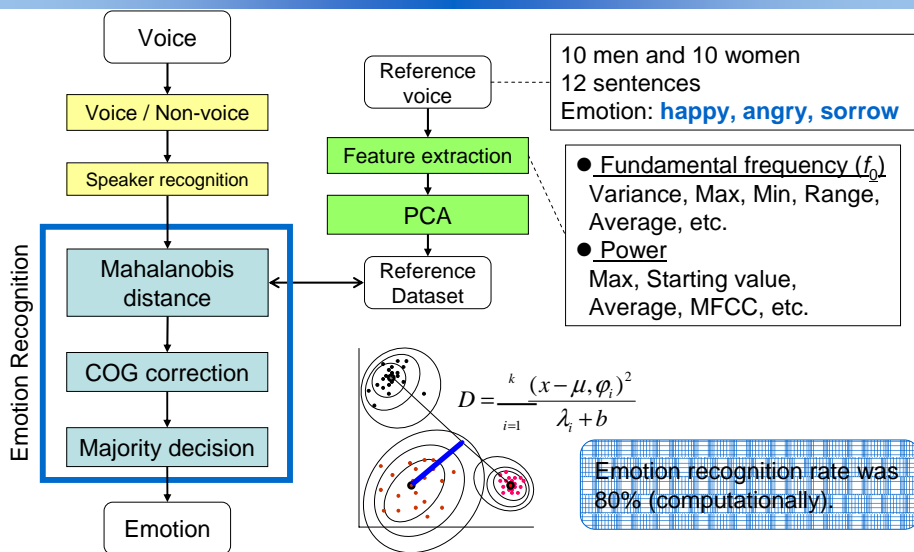 Voice
Voice / Non-voice
Speaker recognition
Emotion Recognition
Mahalanobis
distance
COG correction
Majority decision
Emotion
Reference
voice
Feature extraction
PCA
Reference
Dataset
10 men and 10 women
12 sentences
Emotion: happy, angry, sorrow
● Fundamental frequency (f₀)
Variance, Max, Min, Range,
Average, etc.
● Power
Max, Starting value,
Average, MFCC, etc.
D = k i=1 (x − μ, φᵢ)² / λᵢ + b
Emotion recognition rate was
80% (computationally).